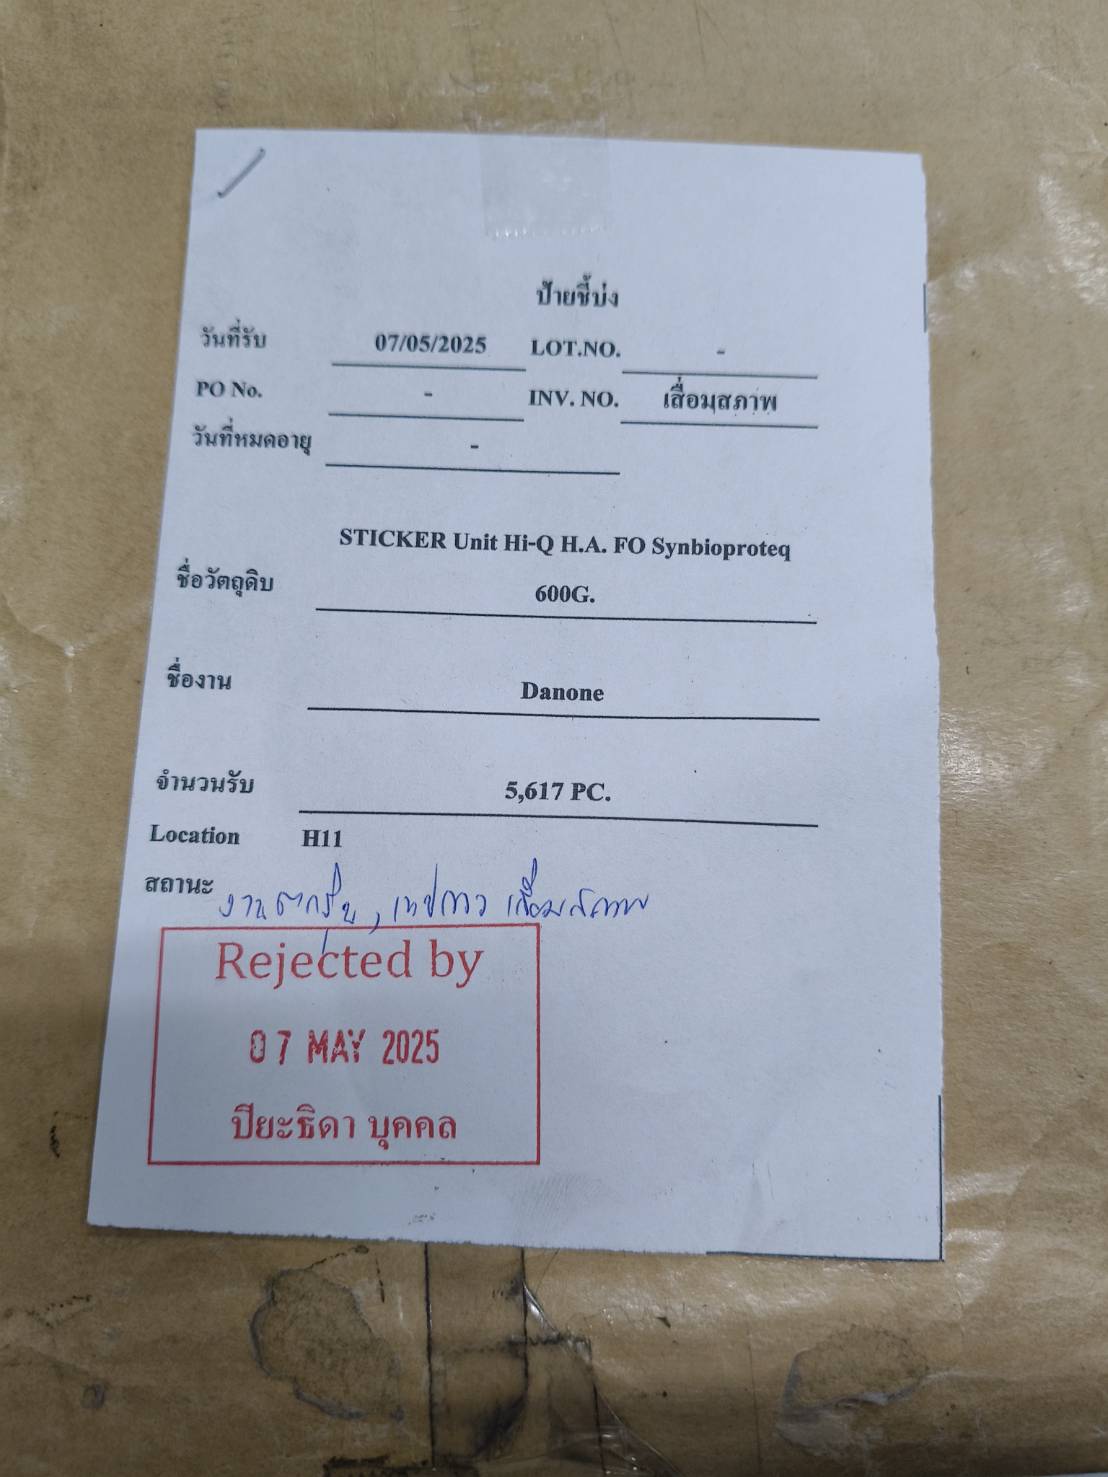 ป้ายชี้บ่ง
วันที่รับ 07/05/2025 LOT.NO. -
PO No. - INV. NO. เสื่อมสภาพ
วันที่หมดอายุ -
STICKER Unit Hi-Q H.A. FO Synbioproteq
ชื่อวัตถุดิบ 600G.
ชื่องาน Danone
จำนวนรับ 5,617 PC.
Location H11
สถานะ งานตกรุ่น, เทปกาว เสื่อมสภาพ
Rejected by
07 MAY 2025
ปิยะธิดา บุคคล